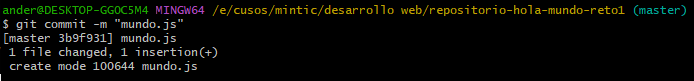 ander@DESKTOP-GGOC5M4 MINGW64 /e/cusos/mintic/desarrollo web/repositorio-hola-mundo-reto1 (master)
$ git commit -m "mundo.js"
[master 3b9f931] mundo.js
 1 file changed, 1 insertion(+)
 create mode 100644 mundo.js